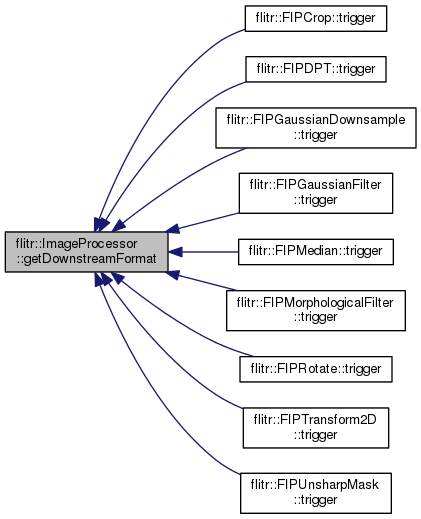 flitr::FIPCrop::trigger
flitr::FIPDPT::trigger
flitr::FIPGaussianDownsample
::trigger
flitr::FIPGaussianFilter
::trigger
flitr::ImageProcessor
::getDownstreamFormat
flitr::FIPMedian::trigger
flitr::FIPMorphologicalFilter
::trigger
flitr::FIPRotate::trigger
flitr::FIPTransform2D
::trigger
flitr::FIPUnsharpMask
::trigger